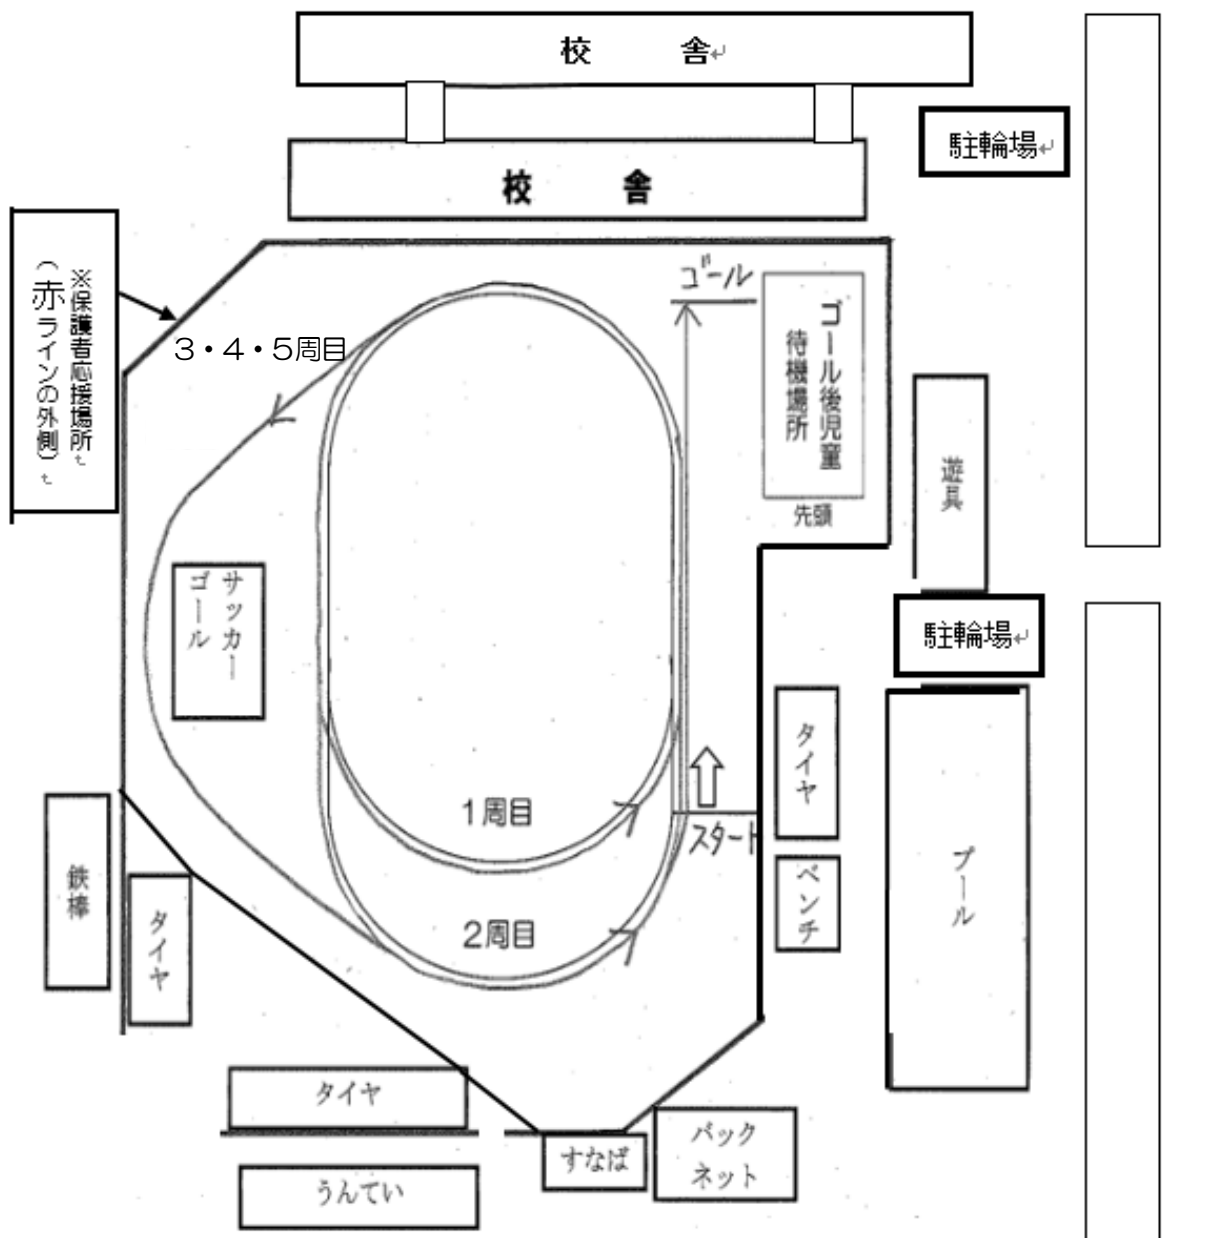 校　舎
駐輪場
校　舎
※保護者応援場所
（赤ラインの外側）
ゴール
３・４・５周目
ゴール後児童
待機場所
先頭
遊具
サッカー
ゴール
駐輪場
タイヤ
1周目
スタート
プール
鉄棒
ベンチ
タイヤ
2周目
タイヤ
バック
ネット
すなば
うんてい